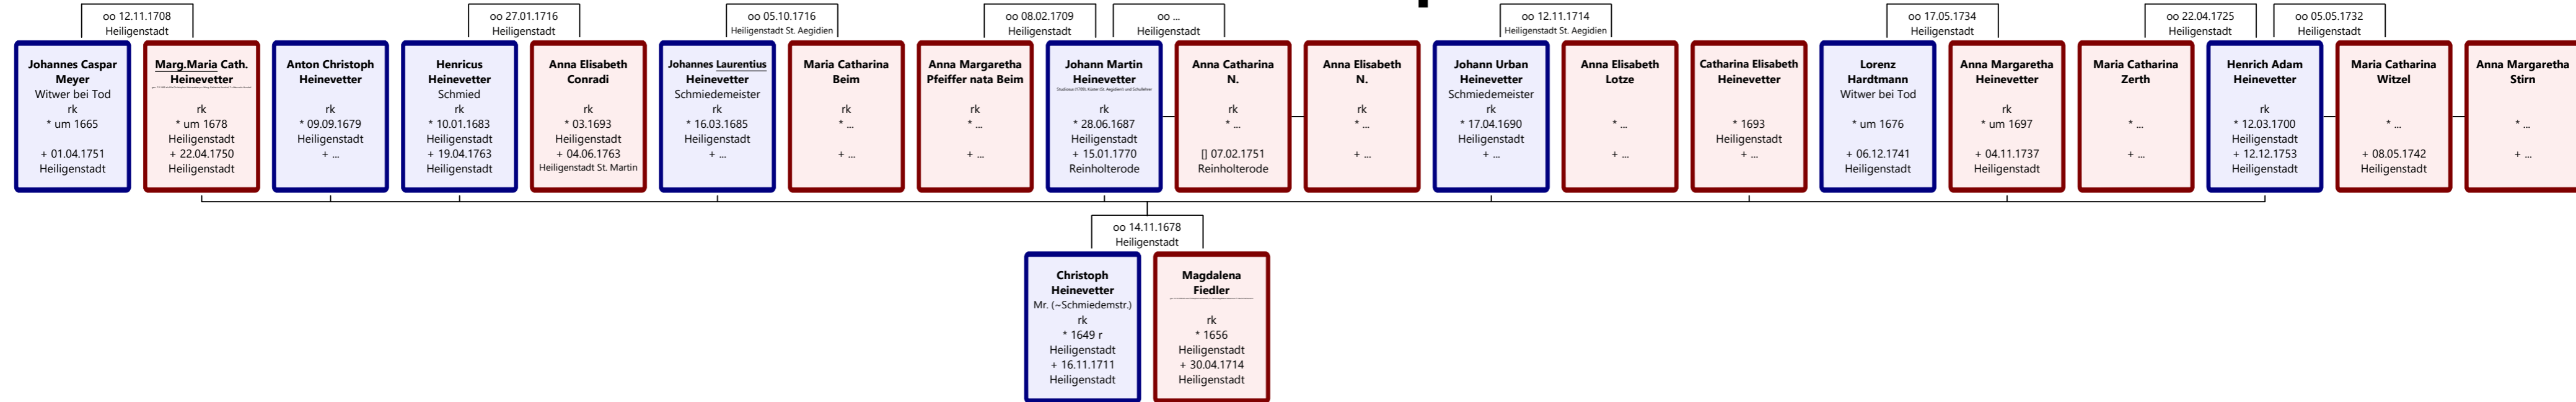 oo 12.11.1708
Heiligenstadt
oo 27.01.1716
Heiligenstadt
oo 05.10.1716
Heiligenstadt St. Aegidien
oo 08.02.1709
Heiligenstadt
oo ...
Heiligenstadt
oo 12.11.1714
Heiligenstadt St. Aegidien
oo 17.05.1734
Heiligenstadt
oo 22.04.1725
Heiligenstadt
oo 05.05.1732
Heiligenstadt
Johannes Caspar
Meyer
Witwer bei Tod
rk
* um 1665
+ 01.04.1751
Heiligenstadt
Marg.Maria Cath.
Heinevetter
rk
* um 1678
Heiligenstadt
+ 22.04.1750
Heiligenstadt
Anton Christoph
Heinevetter
rk
* 09.09.1679
Heiligenstadt
+ ...
Henricus
Heinevetter
Schmied
rk
* 10.01.1683
Heiligenstadt
+ 19.04.1763
Heiligenstadt
Anna Elisabeth
Conradi
rk
* 03.1693
Heiligenstadt
+ 04.06.1763
Heiligenstadt St. Martin
Johannes Laurentius
Heinevetter
Schmiedemeister
rk
* 16.03.1685
Heiligenstadt
+ ...
Maria Catharina
Beim
rk
* ...
+ ...
Anna Margaretha
Pfeiffer nata Beim
rk
* ...
+ ...
Johann Martin
Heinevetter
rk
* 28.06.1687
Heiligenstadt
+ 15.01.1770
Reinholterode
Anna Catharina
N.
rk
* ...
[] 07.02.1751
Reinholterode
Anna Elisabeth
N.
rk
* ...
+ ...
Johann Urban
Heinevetter
Schmiedemeister
rk
* 17.04.1690
Heiligenstadt
+ ...
Anna Elisabeth
Lotze
* ...
+ ...
Catharina Elisabeth
Heinevetter
* 1693
Heiligenstadt
+ ...
Lorenz
Hardtmann
Witwer bei Tod
* um 1676
+ 06.12.1741
Heiligenstadt
Anna Margaretha
Heinevetter
rk
* um 1697
+ 04.11.1737
Heiligenstadt
Maria Catharina
Zerth
* ...
+ ...
Henrich Adam
Heinevetter
rk
* 12.03.1700
Heiligenstadt
+ 12.12.1753
Heiligenstadt
Maria Catharina
Witzel
* ...
+ 08.05.1742
Heiligenstadt
Anna Margaretha
Stirn
* ...
+ ...
oo 14.11.1678
Heiligenstadt
Christoph
Heinevetter
Mr. (~Schmiedemstr.)
rk
* 1649 r
Heiligenstadt
+ 16.11.1711
Heiligenstadt
Magdalena
Fiedler
rk
* 1656
Heiligenstadt
+ 30.04.1714
Heiligenstadt